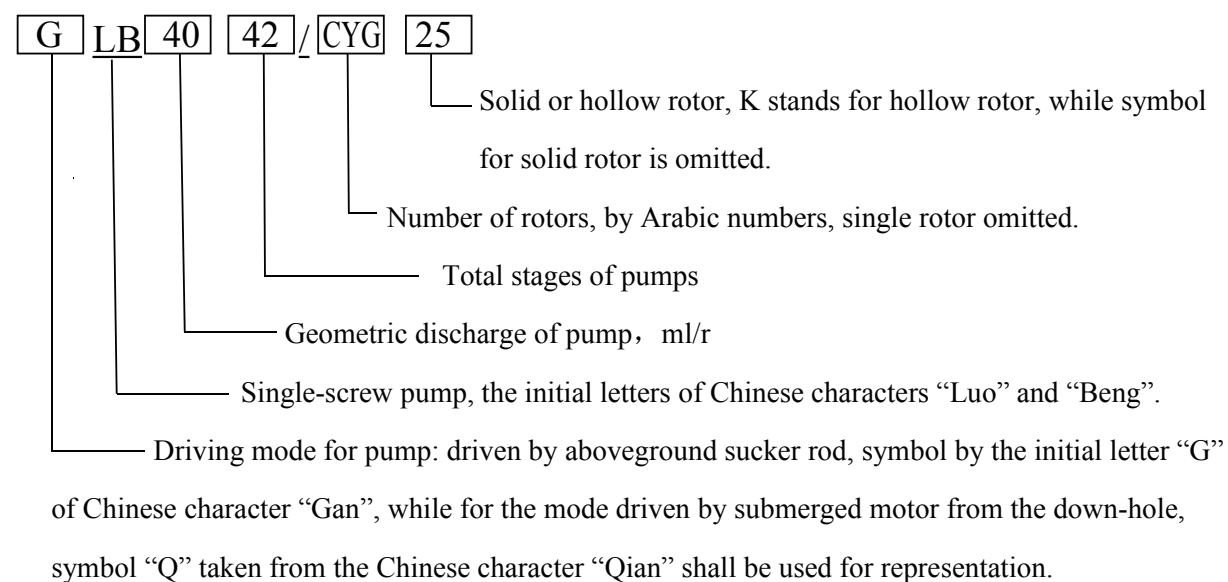 G LB 40 42 / CYG 25
Solid or hollow rotor, K stands for hollow rotor, while symbol
for solid rotor is omitted.
Number of rotors, by Arabic numbers, single rotor omitted.
Total stages of pumps
Geometric discharge of pump，ml/r
Single-screw pump, the initial letters of Chinese characters “Luo” and “Beng”.
Driving mode for pump: driven by aboveground sucker rod, symbol by the initial letter “G”
of Chinese character “Gan”, while for the mode driven by submerged motor from the down-hole,
symbol “Q” taken from the Chinese character “Qian” shall be used for representation.